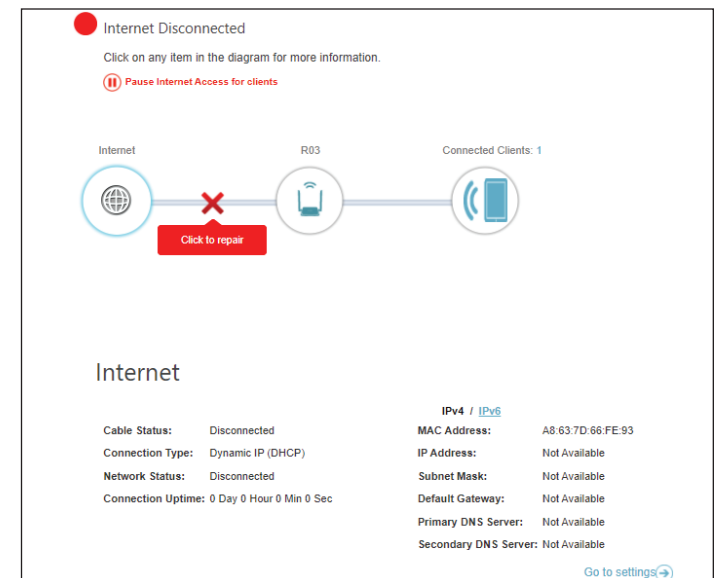 Internet Disconnected
Click on any item in the diagram for more information.
Pause Internet Access for clients
Internet R03 Connected Clients: 1
Click to repair
Internet
IPv4 / IPv6
Cable Status: Disconnected MAC Address: A8:63:7D:66:FE:93
Connection Type: Dynamic IP (DHCP) IP Address: Not Available
Network Status: Disconnected Subnet Mask: Not Available
Connection Uptime: 0 Day 0 Hour 0 Min 0 Sec Default Gateway: Not Available
Primary DNS Server: Not Available
Secondary DNS Server: Not Available
Go to settings